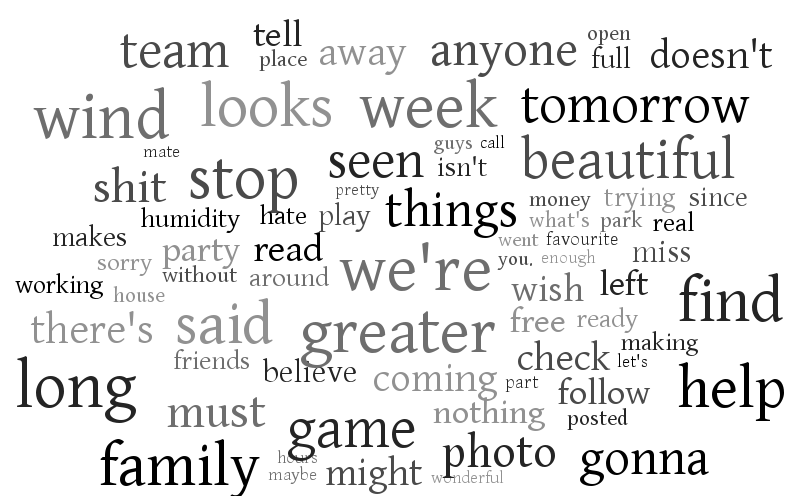 team tell place away anyone open full doesn't
wind looks week tomorrow
mate shit stop seen guys call isn't beautiful
pretty things money trying since
humidity hate play what's park real
makes sorry party read we're went favourite miss
working without around you. enough
house wish left find
there's said greater free ready
friends believe check making let's
long coming part follow help
must game nothing posted
family hours maybe might photo wonderful gonna